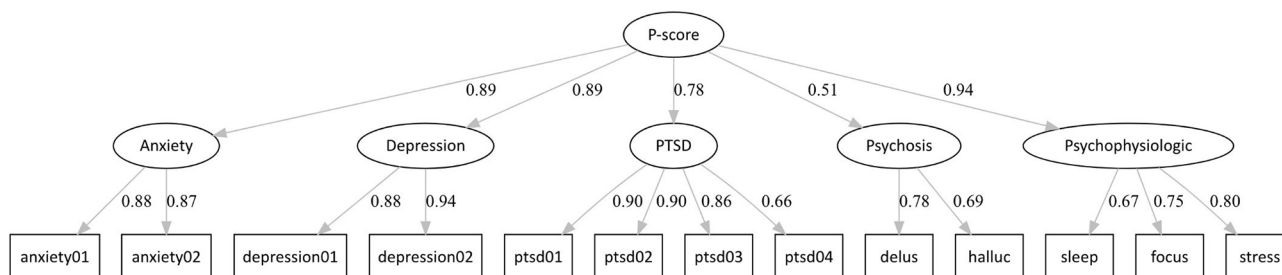 P-score
0.89 0.89 0.78 0.51 0.94
Anxiety Depression PTSD Psychosis Psychophysiologic
0.88 0.87 0.88 0.94 0.90 0.90 0.86 0.66 0.78 0.69 0.67 0.75 0.80
anxiety01 anxiety02 depression01 depression02 ptsd01 ptsd02 ptsd03 ptsd04 delus halluc sleep focus stress